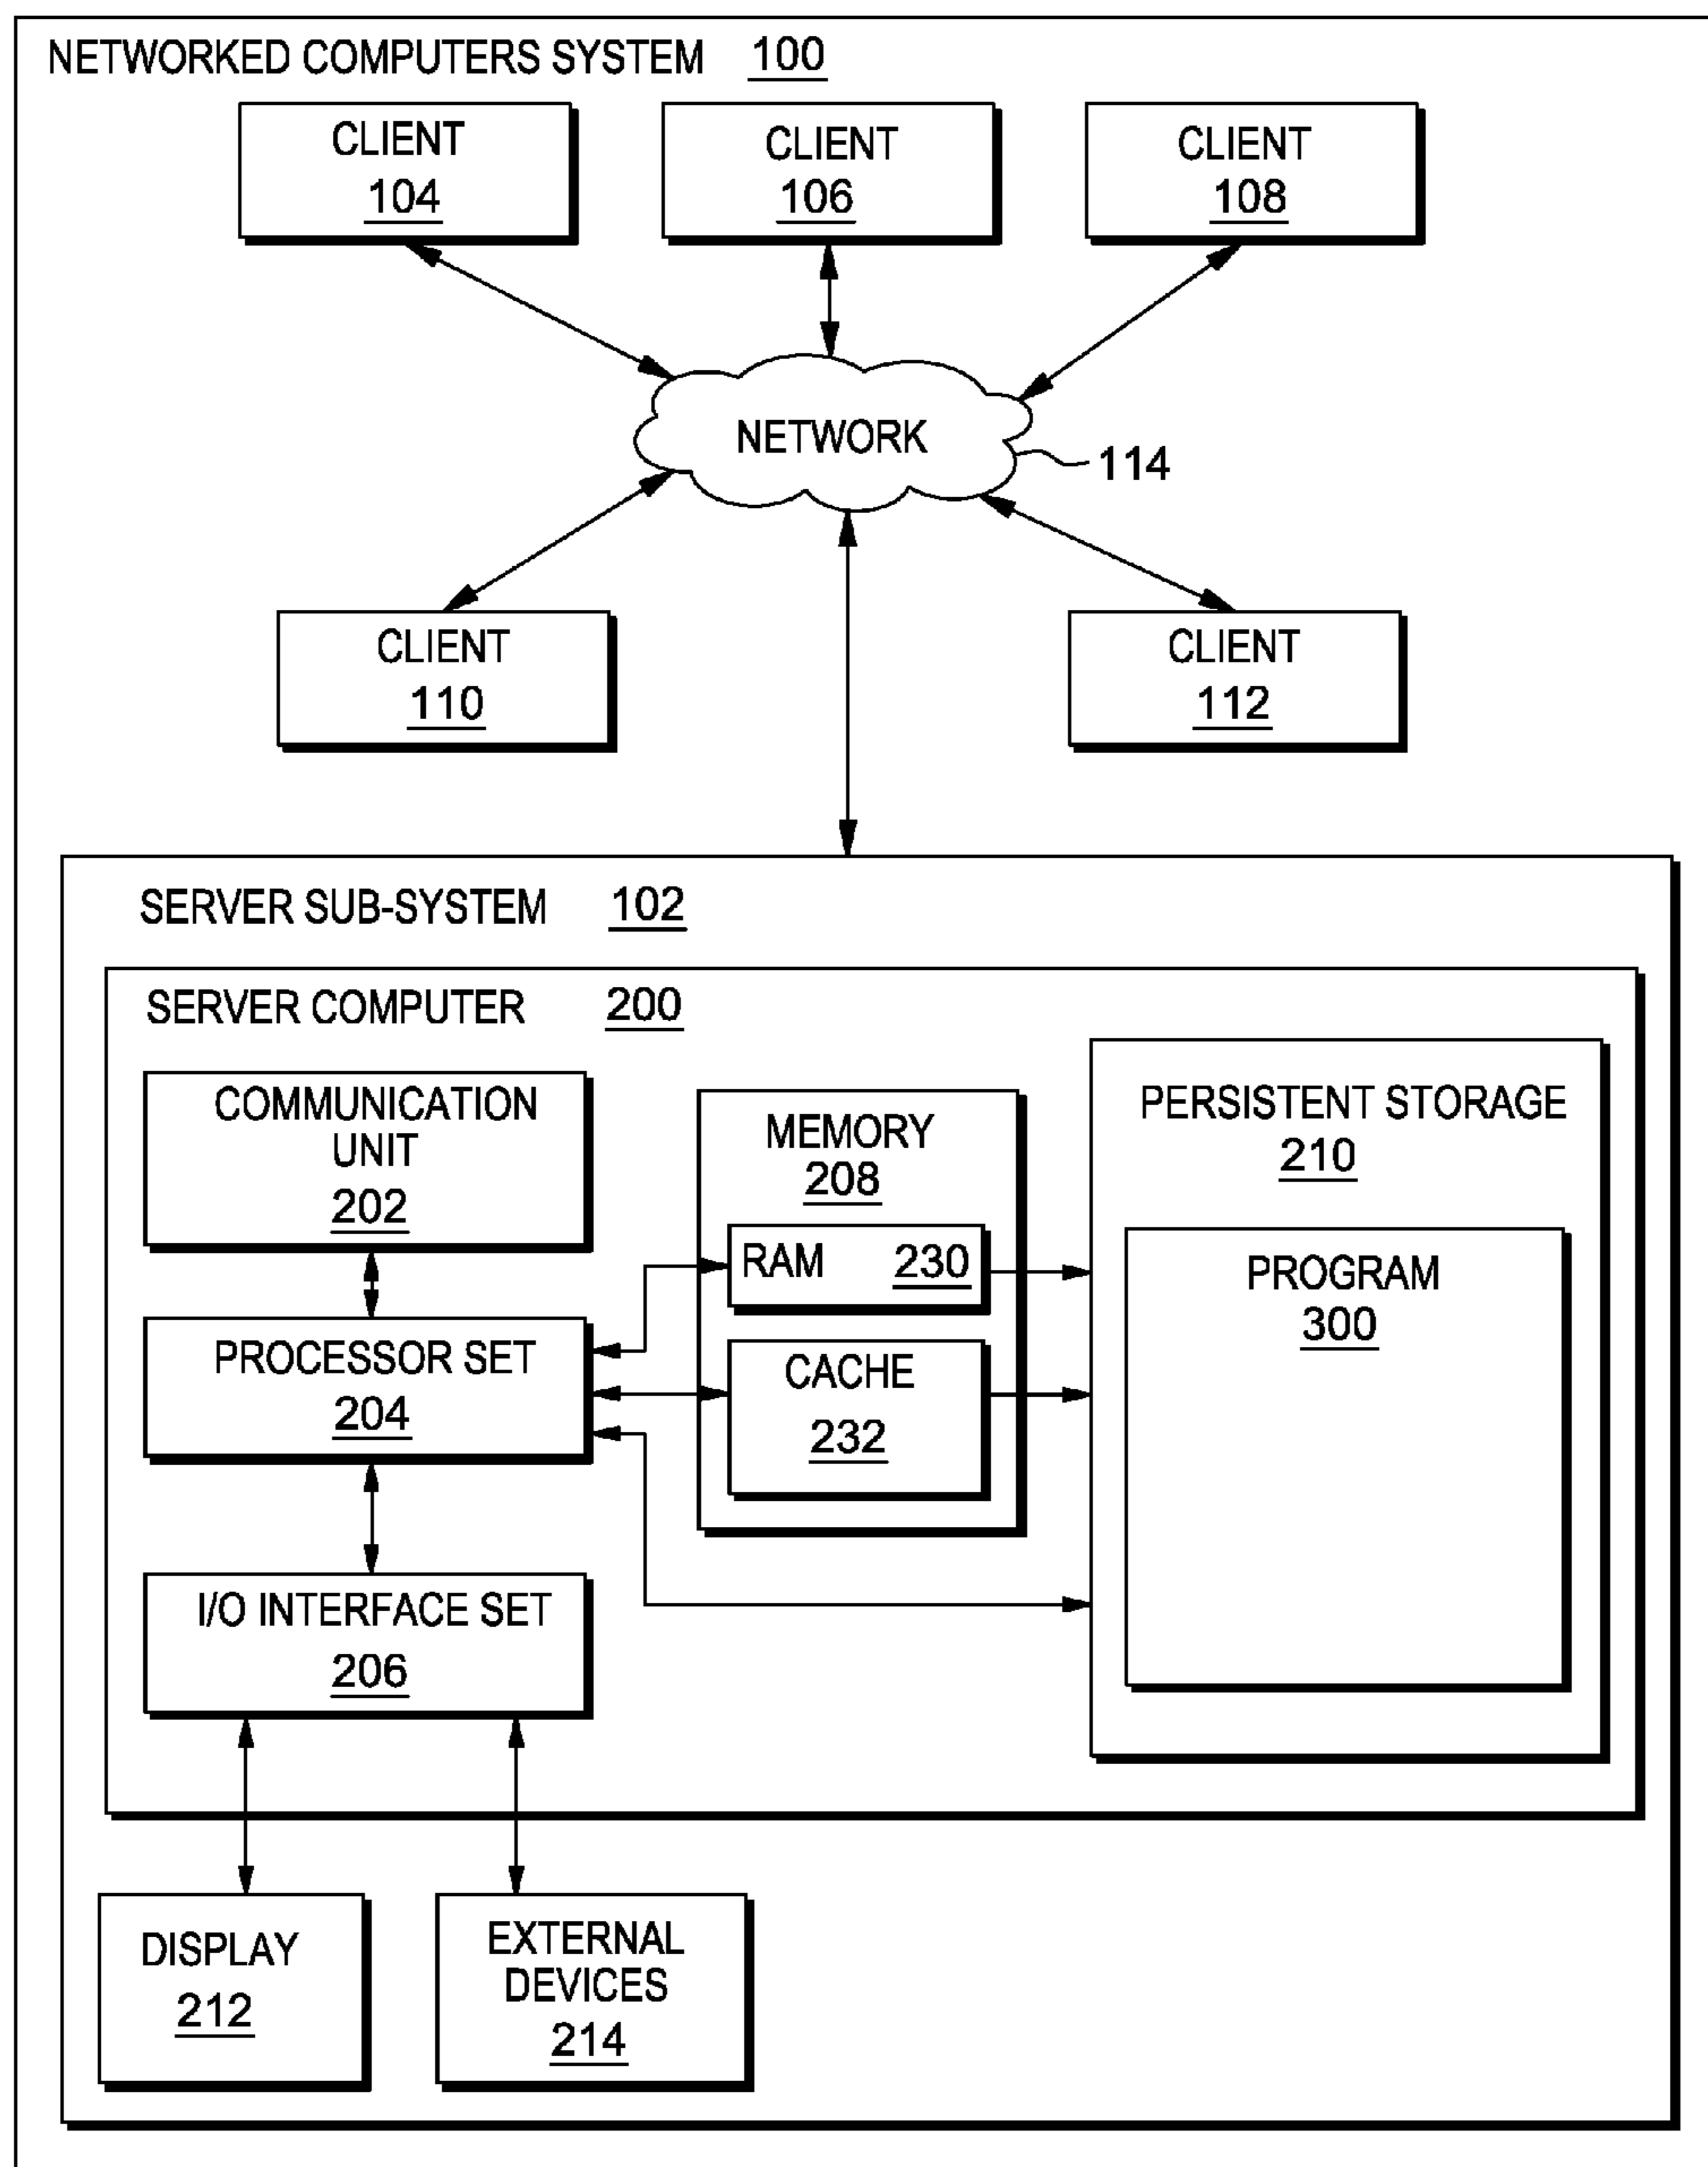 NETWORKED COMPUTERS SYSTEM 100
CLIENT
104
CLIENT
106
CLIENT
108
NETWORK
114
CLIENT
110
CLIENT
112
SERVER SUB-SYSTEM 102
SERVER COMPUTER 200
COMMUNICATION
UNIT
202
PROCESSOR SET
204
I/O INTERFACE SET
206
MEMORY
208
RAM 230
CACHE
232
PERSISTENT STORAGE
210
PROGRAM
300
DISPLAY
212
EXTERNAL
DEVICES
214